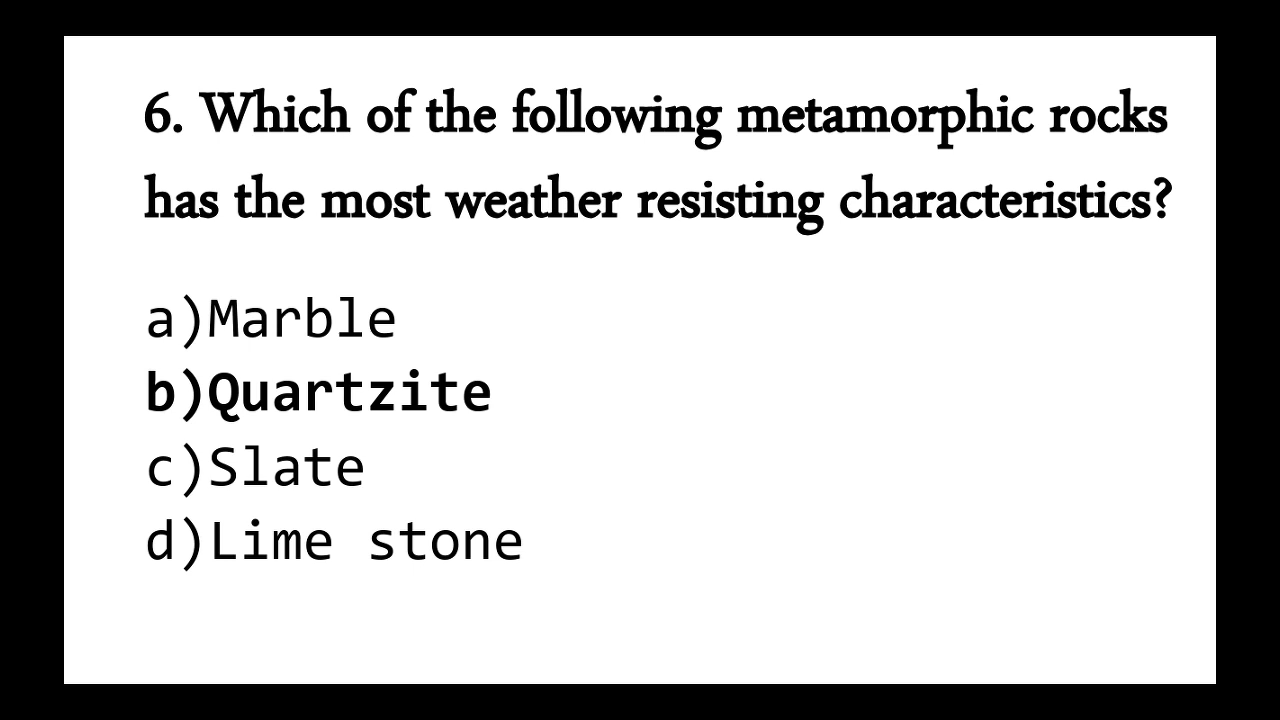 6. Which of the following metamorphic rocks
has the most weather resisting characteristics?
a)Marble
b)Quartzite
c)Slate
d)Lime stone